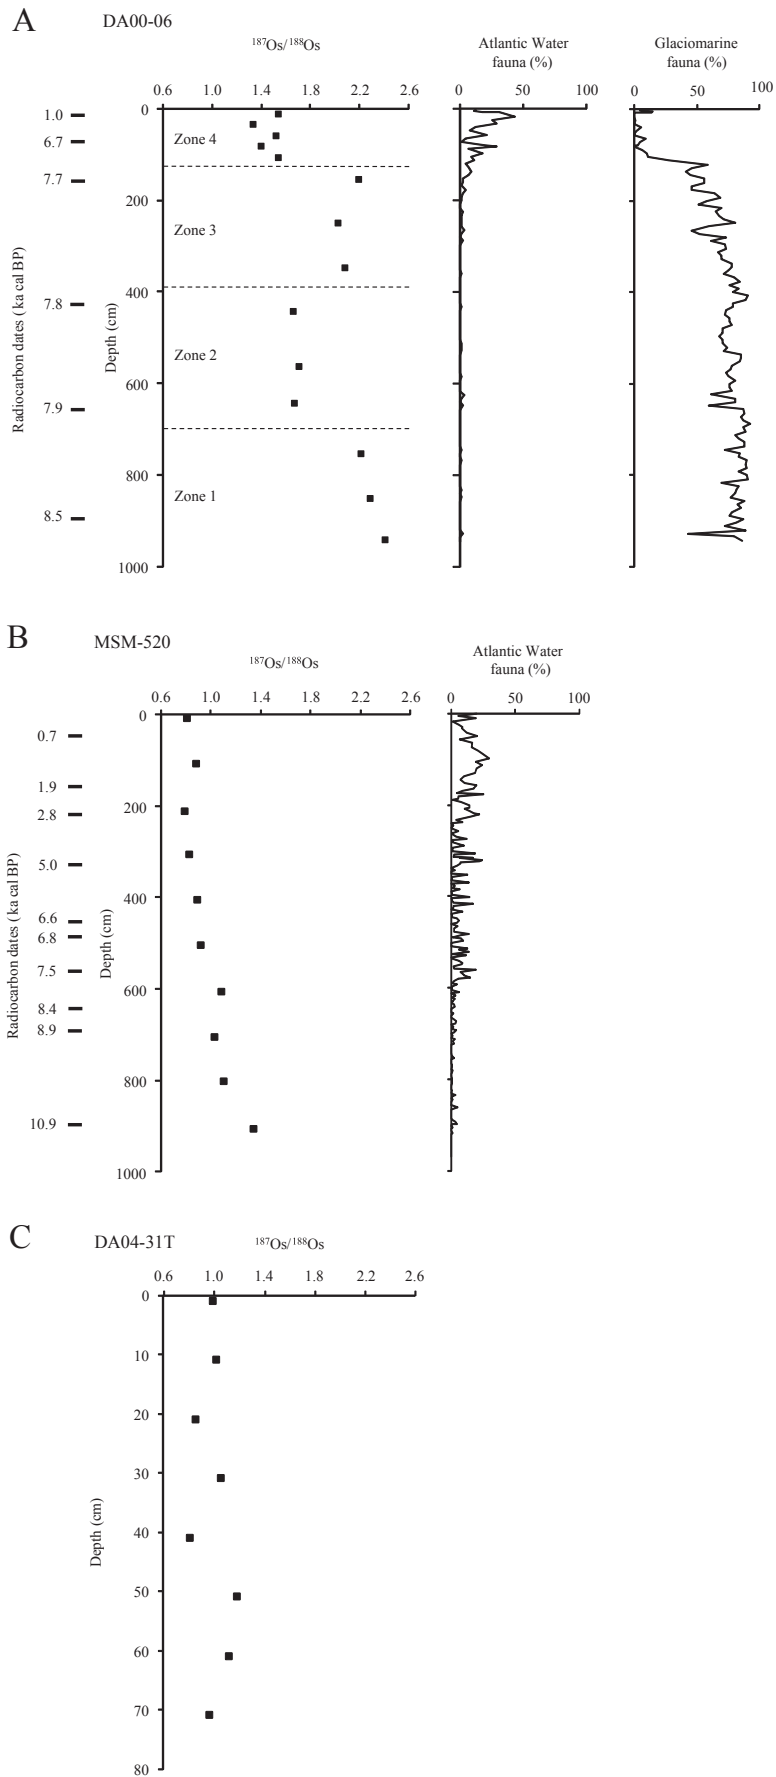 A
DA00-06
187Os/188Os
Atlantic Water
fauna (%)
Glaciomarine
fauna (%)
0.6 1.0 1.4 1.8 2.2 2.6
0 50 100
0 50 100
Radiocarbon dates ( ka cal BP)
1.0
6.7
7.7
7.8
7.9
8.5
Depth (cm)
0
200
400
600
800
1000
Zone 4
Zone 3
Zone 2
Zone 1
B
MSM-520
187Os/188Os
Atlantic Water
fauna (%)
0.6 1.0 1.4 1.8 2.2 2.6
0 50 100
Radiocarbon dates ( ka cal BP)
0.7
1.9
2.8
5.0
6.6
6.8
7.5
8.4
8.9
10.9
Depth (cm)
0
200
400
600
800
1000
C
DA04-31T
187Os/188Os
0.6 1.0 1.4 1.8 2.2 2.6
Depth (cm)
0
10
20
30
40
50
60
70
80